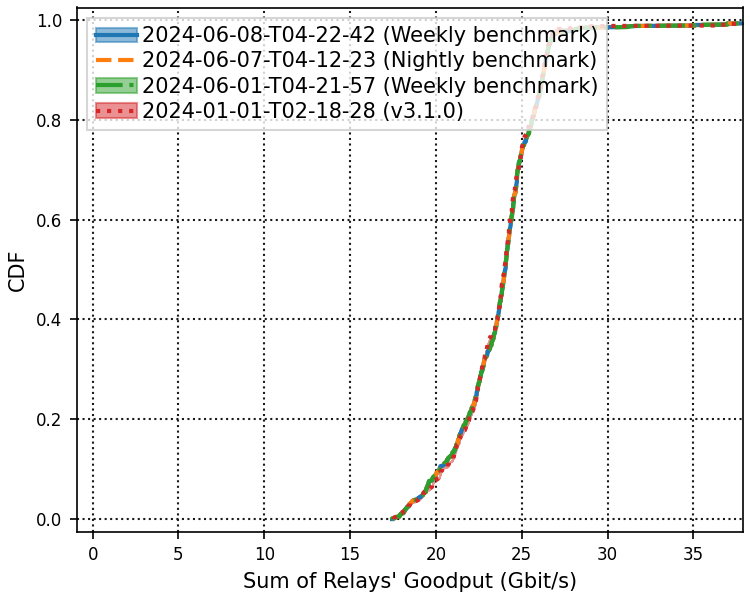 1.0
0.8
0.6
0.4
0.2
0.0
CDF
2024-06-08-T04-22-42 (Weekly benchmark)
2024-06-07-T04-12-23 (Nightly benchmark)
2024-06-01-T04-21-57 (Weekly benchmark)
2024-01-01-T02-18-28 (v3.1.0)
0 5 10 15 20 25 30 35
Sum of Relays' Goodput (Gbit/s)